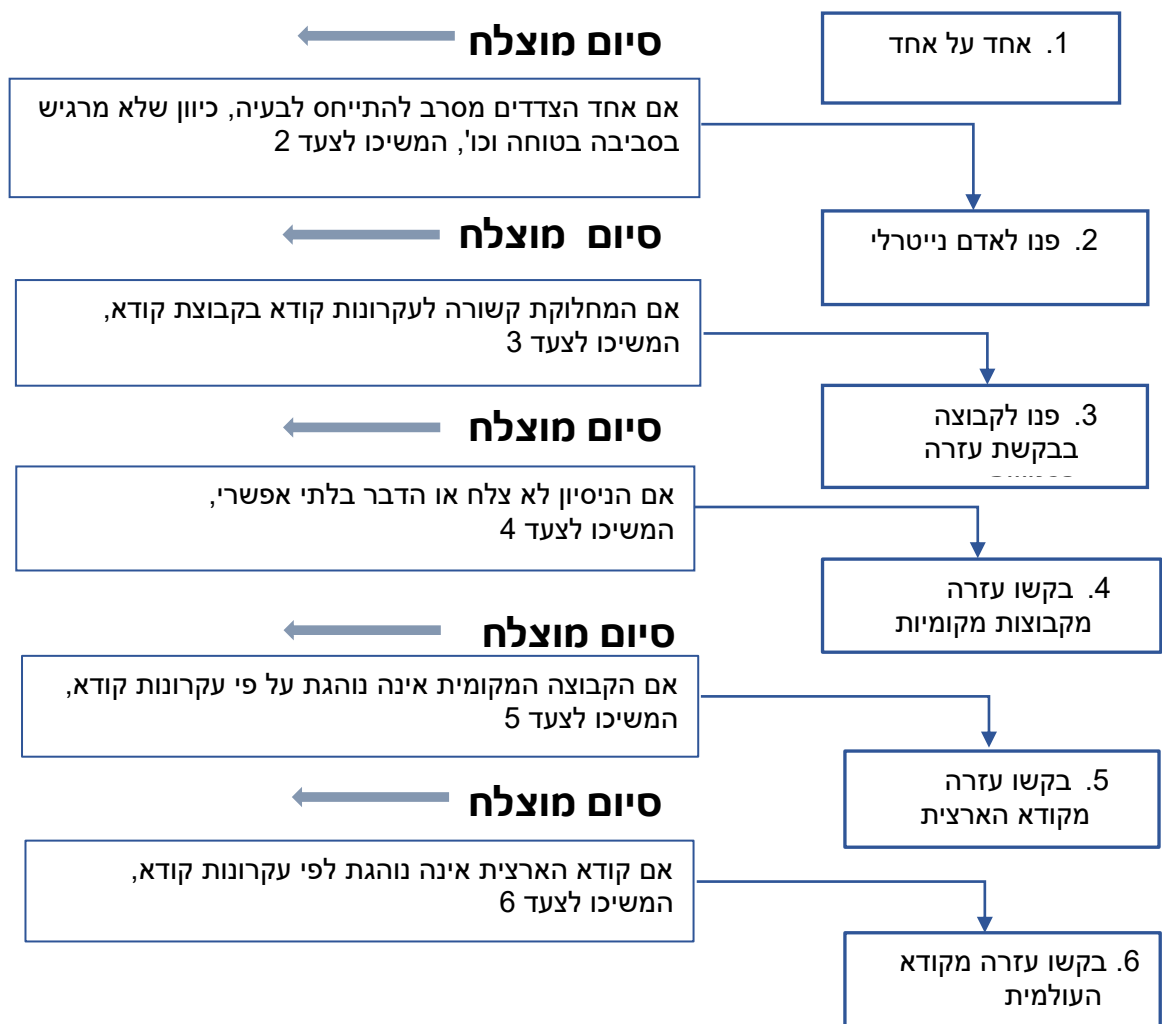 1. אחד על אחד
סיום מוצלח
אם אחד הצדדים מסרב להתייחס לבעיה, כיוון שלא מרגיש
בסביבה בטוחה וכו', המשיכו לצעד 2
2. פנו לאדם נייטרלי
סיום מוצלח
אם המחלוקת קשורה לעקרונות קודא בקבוצת קודא,
המשיכו לצעד 3
3. פנו לקבוצה
בבקשת עזרה
סיום מוצלח
אם הניסיון לא צלח או הדבר בלתי אפשרי,
המשיכו לצעד 4
4. בקשו עזרה
מקבוצות מקומיות
סיום מוצלח
אם הקבוצה המקומית אינה נוהגת על פי עקרונות קודא,
המשיכו לצעד 5
5. בקשו עזרה
מקודא הארצית
סיום מוצלח
אם קודא הארצית אינה נוהגת לפי עקרונות קודא,
המשיכו לצעד 6
6. בקשו עזרה מקודא
העולמית